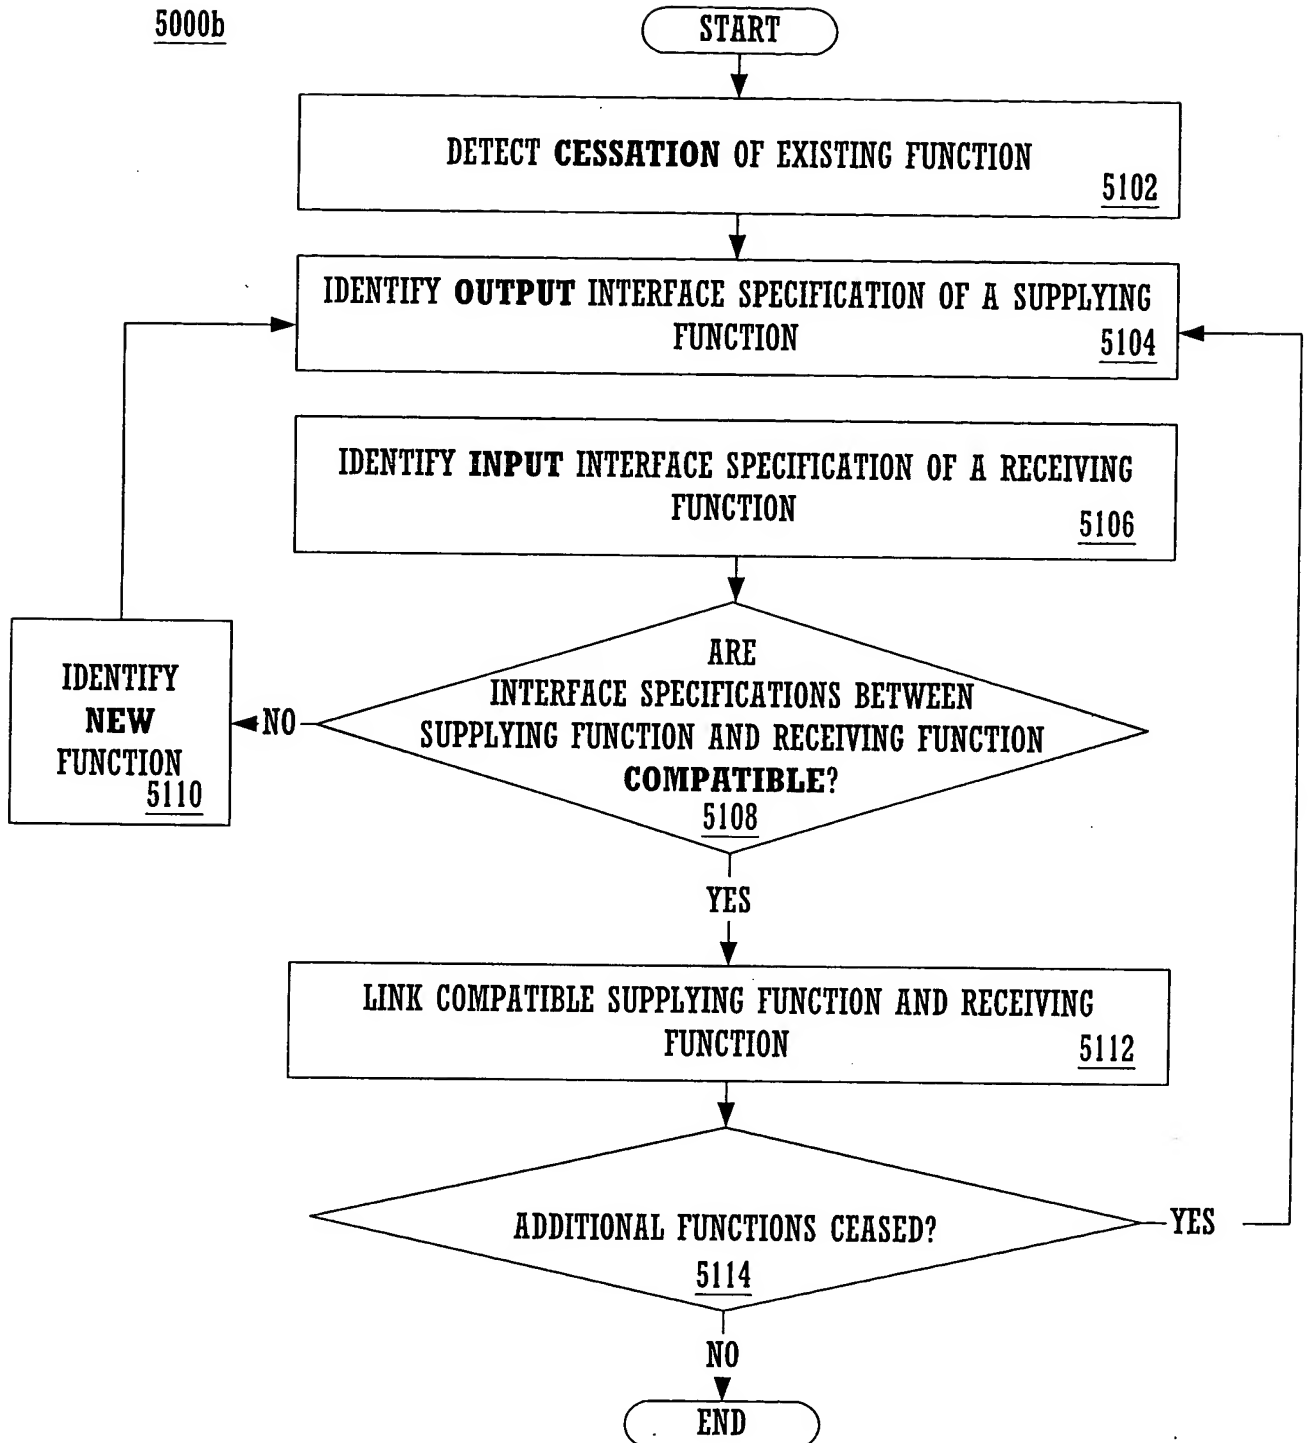 5000b
START
DETECT CESSATION OF EXISTING FUNCTION
5102
IDENTIFY OUTPUT INTERFACE SPECIFICATION OF A SUPPLYING
FUNCTION
5104
IDENTIFY INPUT INTERFACE SPECIFICATION OF A RECEIVING
FUNCTION
5106
ARE
INTERFACE SPECIFICATIONS BETWEEN
SUPPLYING FUNCTION AND RECEIVING FUNCTION
COMPATIBLE?
5108
NO
IDENTIFY
NEW
FUNCTION
5110
YES
LINK COMPATIBLE SUPPLYING FUNCTION AND RECEIVING
FUNCTION
5112
ADDITIONAL FUNCTIONS CEASED?
5114
YES
NO
END